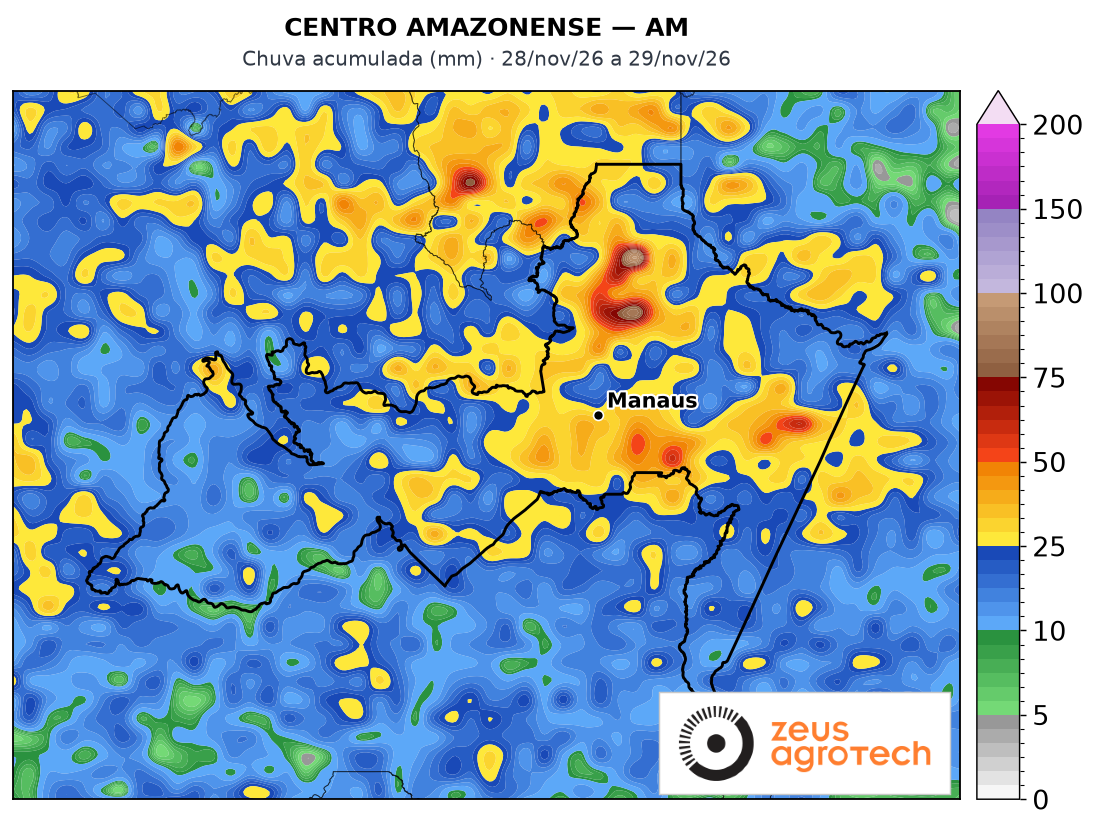 CENTRO AMAZONENSE — AM
Chuva acumulada (mm) · 28/nov/26 a 29/nov/26
Manaus
200
150
100
75
50
25
10
5
0
zeus
agrotech